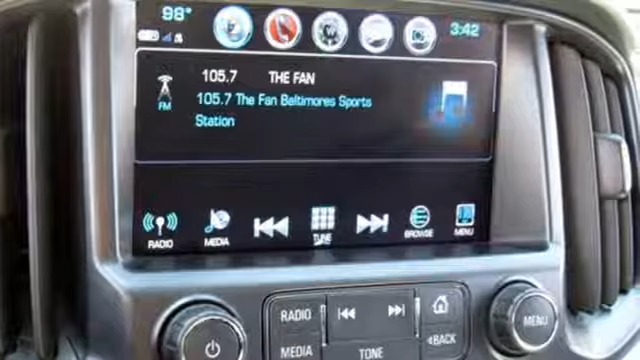 98°
3:42
105.7 THE FAN
FM
105.7 The Fan Baltimores Sports
Station
RADIO MEDIA TUNE BROWSE MENU
RADIO
MEDIA TONE BACK
MENU